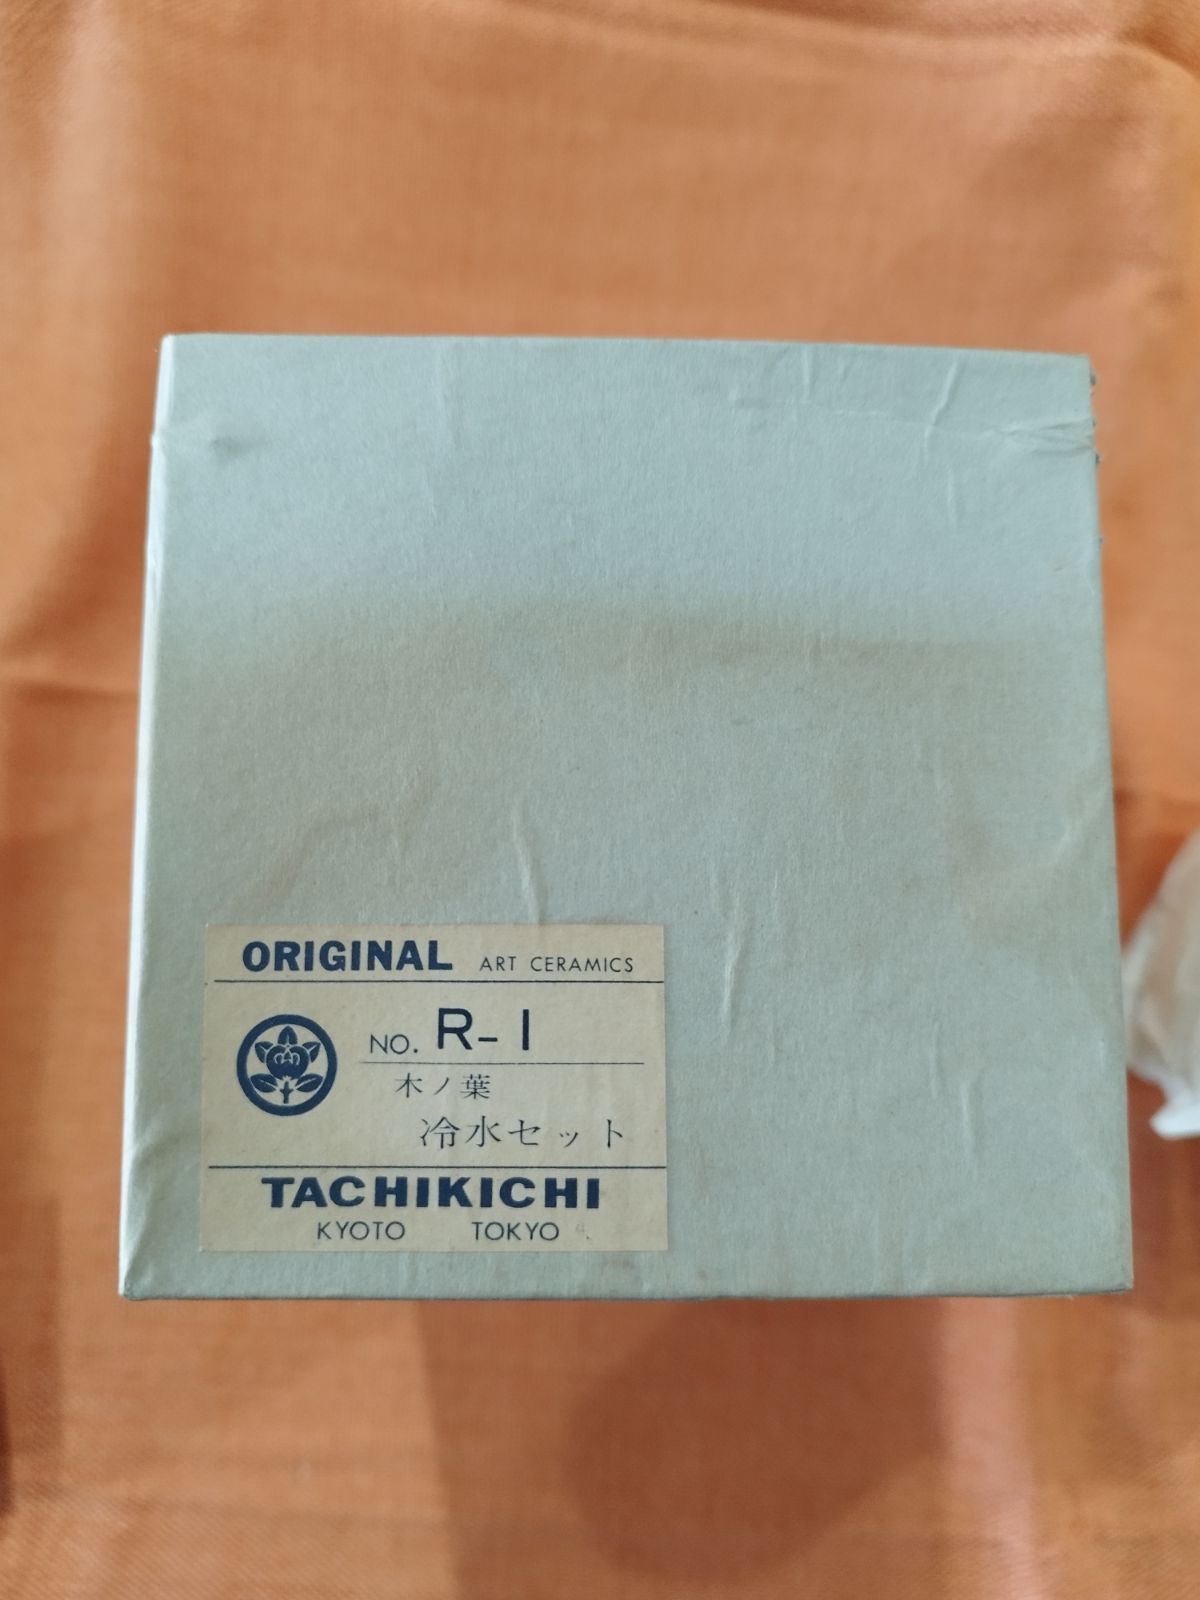 ORIGINAL ART CERAMICS
NO. R-1
木ノ葉
冷水セット
TACHIKICHI
KYOTO TOKYO